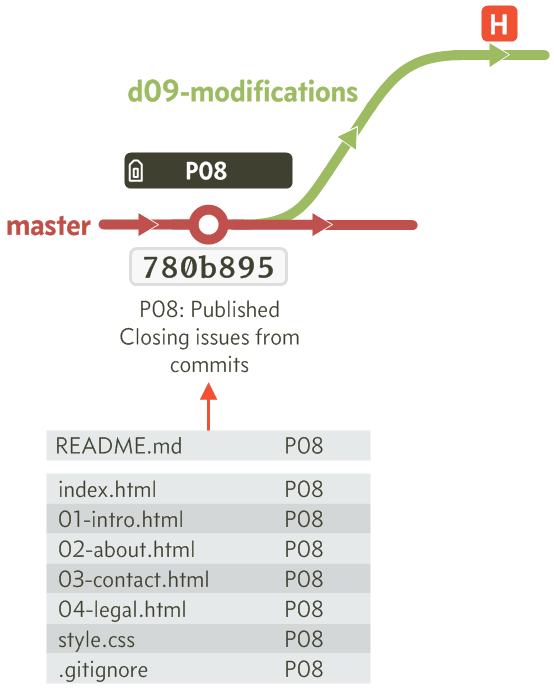 H
d09-modifications
P08
master
780b895
P08: Published
Closing issues from
commits
README.md P08
index.html P08
01-intro.html P08
02-about.html P08
03-contact.html P08
04-legal.html P08
style.css P08
.gitignore P08